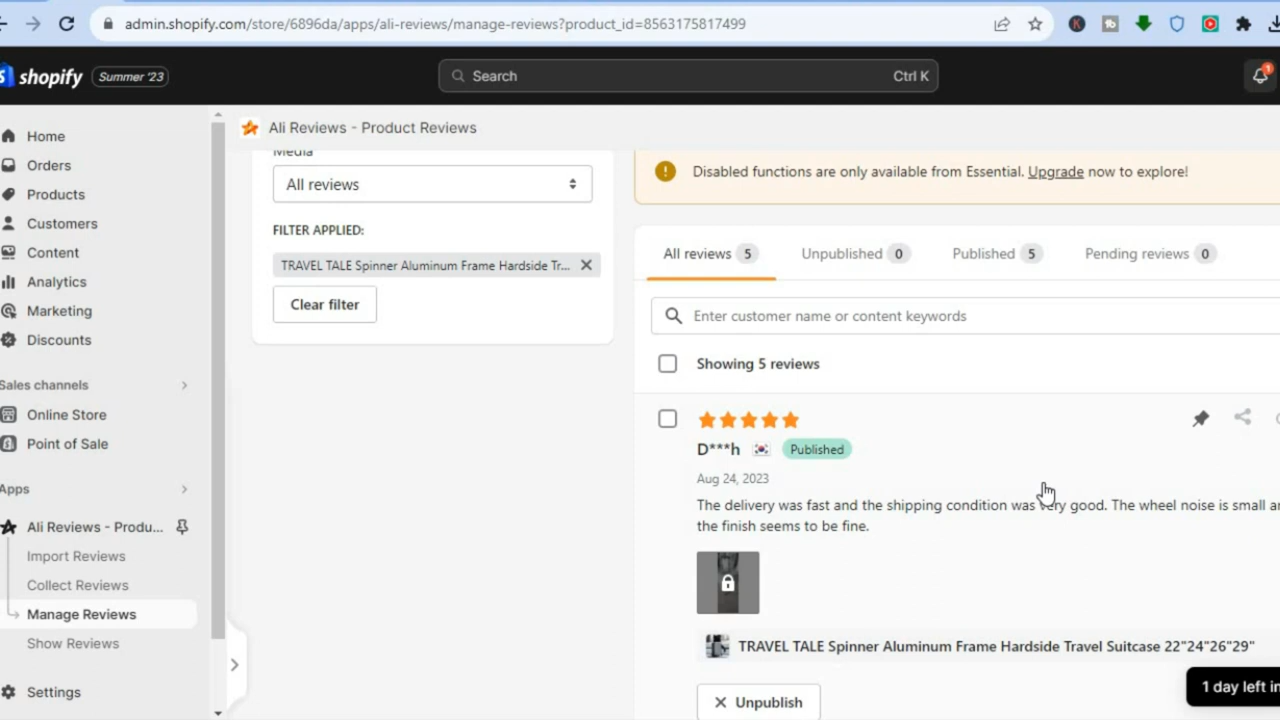 admin.shopify.com/store/6896da/apps/ali-reviews/manage-reviews?product_id=8563175817499
shopify Summer '23
Search Ctrl K
1
Home
Orders
Products
Customers
Content
Analytics
Marketing
Discounts
Sales channels
Online Store
Point of Sale
Apps
Ali Reviews - Produ...
Import Reviews
Collect Reviews
Manage Reviews
Show Reviews
Settings
Ali Reviews - Product Reviews
Media
All reviews
FILTER APPLIED:
TRAVEL TALE Spinner Aluminum Frame Hardside Tr...
Clear filter
Disabled functions are only available from Essential. Upgrade now to explore!
All reviews 5 Unpublished 0 Published 5 Pending reviews 0
Enter customer name or content keywords
Showing 5 reviews
D***h Published
Aug 24, 2023
The delivery was fast and the shipping condition was very good. The wheel noise is small
the finish seems to be fine.
TRAVEL TALE Spinner Aluminum Frame Hardside Travel Suitcase 22"24"26"29"
Unpublish
1 day left in